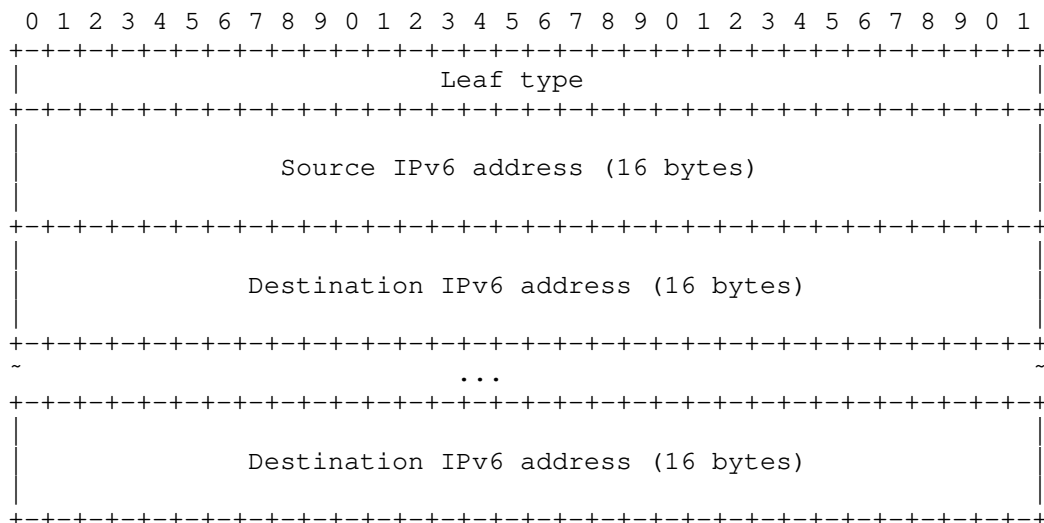 0 1 2 3 4 5 6 7 8 9 0 1 2 3 4 5 6 7 8 9 0 1 2 3 4 5 6 7 8 9 0 1
+-+-+-+-+-+-+-+-+-+-+-+-+-+-+-+-+-+-+-+-+-+-+-+-+-+-+-+-+-+-+-+-+
| Leaf type |
+-+-+-+-+-+-+-+-+-+-+-+-+-+-+-+-+-+-+-+-+-+-+-+-+-+-+-+-+-+-+-+-+
| |
| Source IPv6 address (16 bytes) |
| |
+-+-+-+-+-+-+-+-+-+-+-+-+-+-+-+-+-+-+-+-+-+-+-+-+-+-+-+-+-+-+-+-+
| |
| Destination IPv6 address (16 bytes) |
| |
+-+-+-+-+-+-+-+-+-+-+-+-+-+-+-+-+-+-+-+-+-+-+-+-+-+-+-+-+-+-+-+-+
~ ... ~
+-+-+-+-+-+-+-+-+-+-+-+-+-+-+-+-+-+-+-+-+-+-+-+-+-+-+-+-+-+-+-+-+
| |
| Destination IPv6 address (16 bytes) |
| |
+-+-+-+-+-+-+-+-+-+-+-+-+-+-+-+-+-+-+-+-+-+-+-+-+-+-+-+-+-+-+-+-+